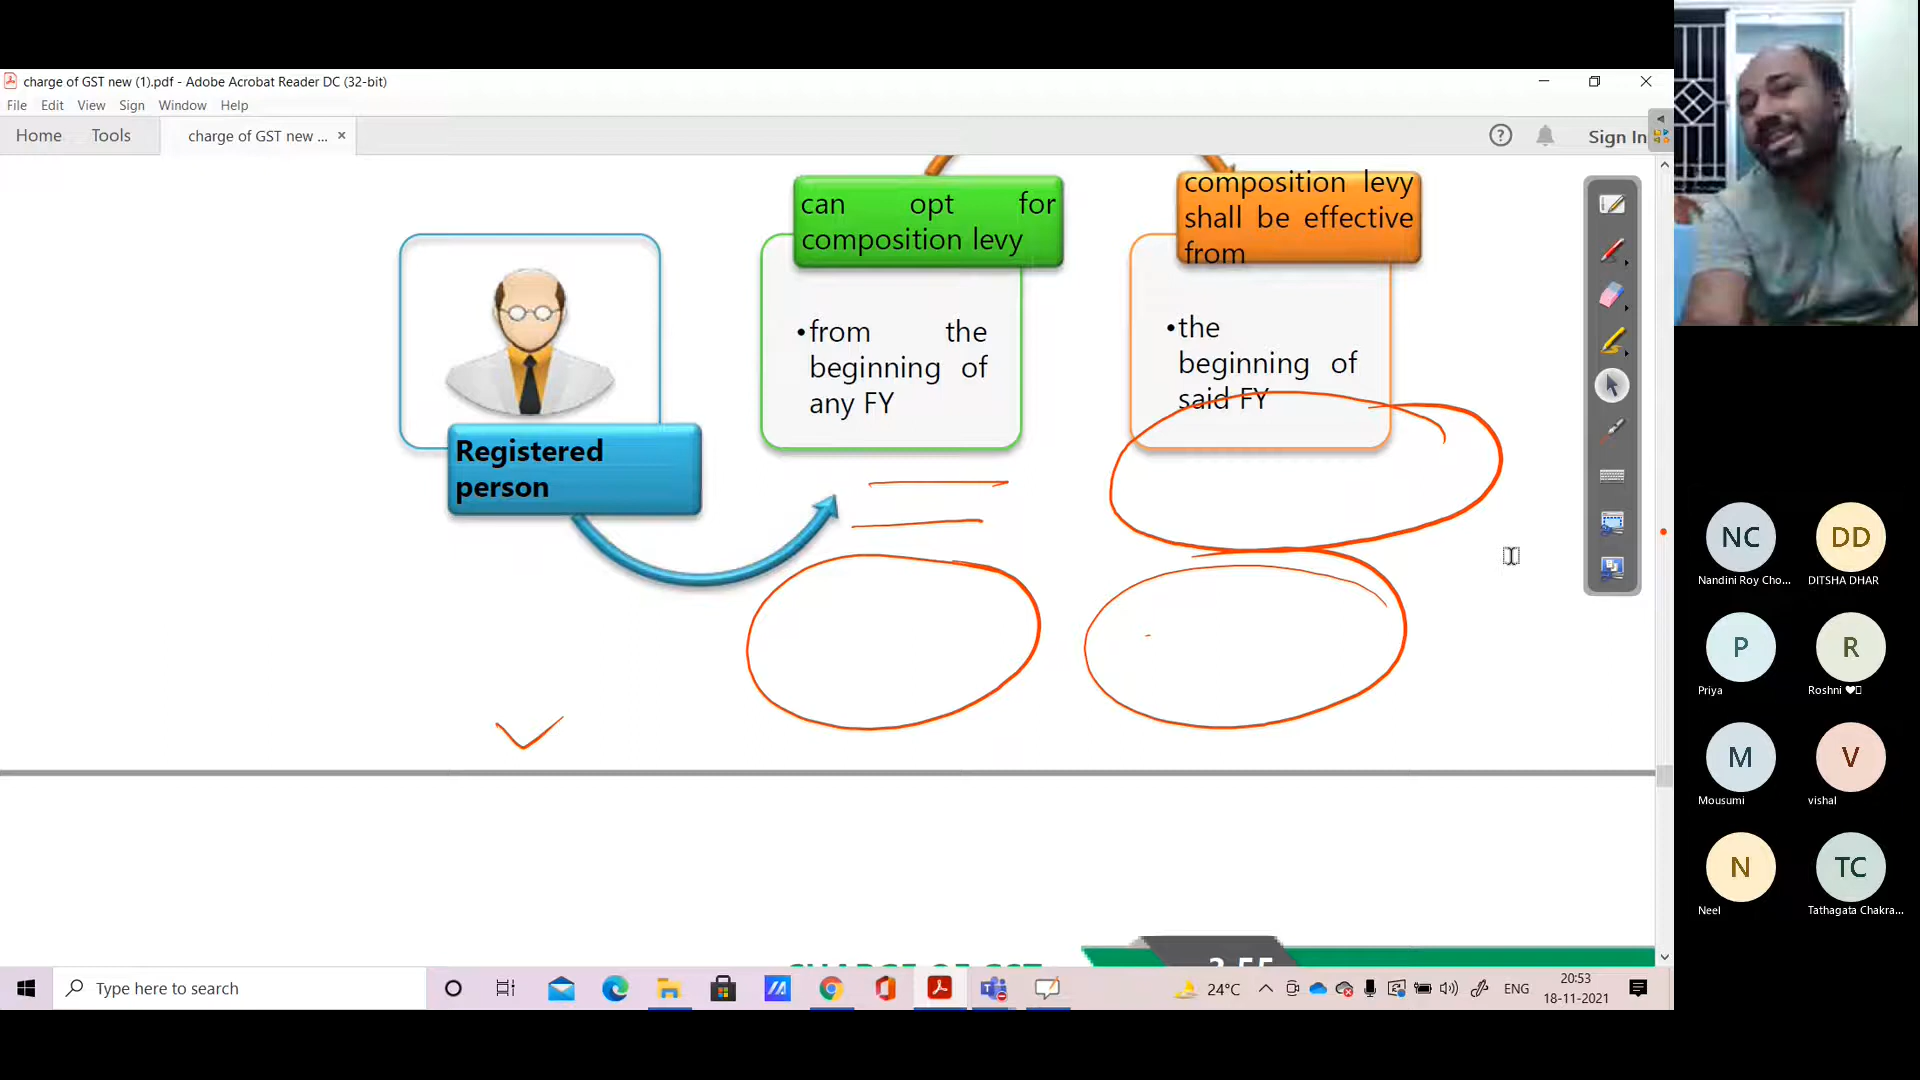 charge of GST new (1).pdf - Adobe Acrobat Reader DC (32-bit)
File Edit View Sign Window Help
Home Tools charge of GST new ... ×
Sign In
can opt for
composition levy
composition levy
shall be effective
from
•from the
beginning of
any FY
•the
beginning of
said FY
Registered
person
NC
Nandini Roy Cho...
DD
DITSHA DHAR
P
Priya
R
Roshni
M
Mousumi
V
vishal
N
Neel
TC
Tathagata Chakra...
Type here to search
24°C
ENG
20:53
18-11-2021